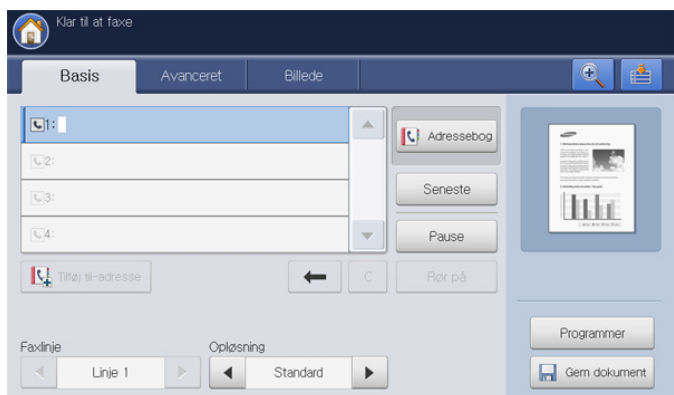 Klar til at faxe
Basis
Avanceret
Billede
1:
Adressebog
2:
Seneste
3:
4:
Pause
Tilføj til-adresse
C
Rør på
Faxlinje
Opløsning
Linje 1
Standard
Programmer
Gem dokument